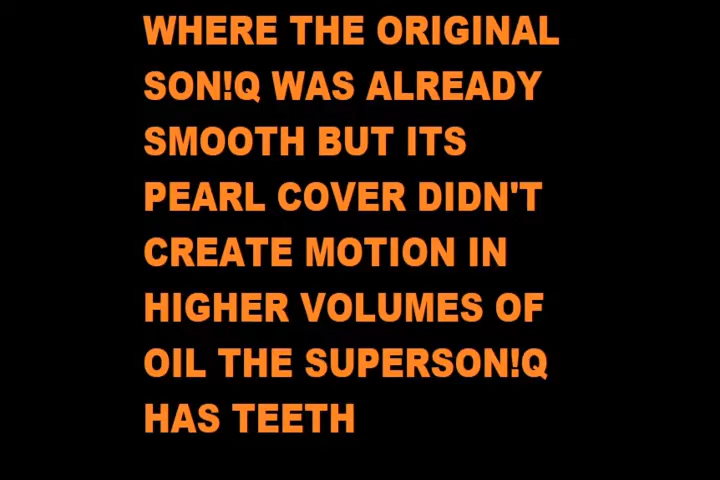 WHERE THE ORIGINAL
SON!Q WAS ALREADY
SMOOTH BUT ITS
PEARL COVER DIDN'T
CREATE MOTION IN
HIGHER VOLUMES OF
OIL THE SUPERSON!Q
HAS TEETH